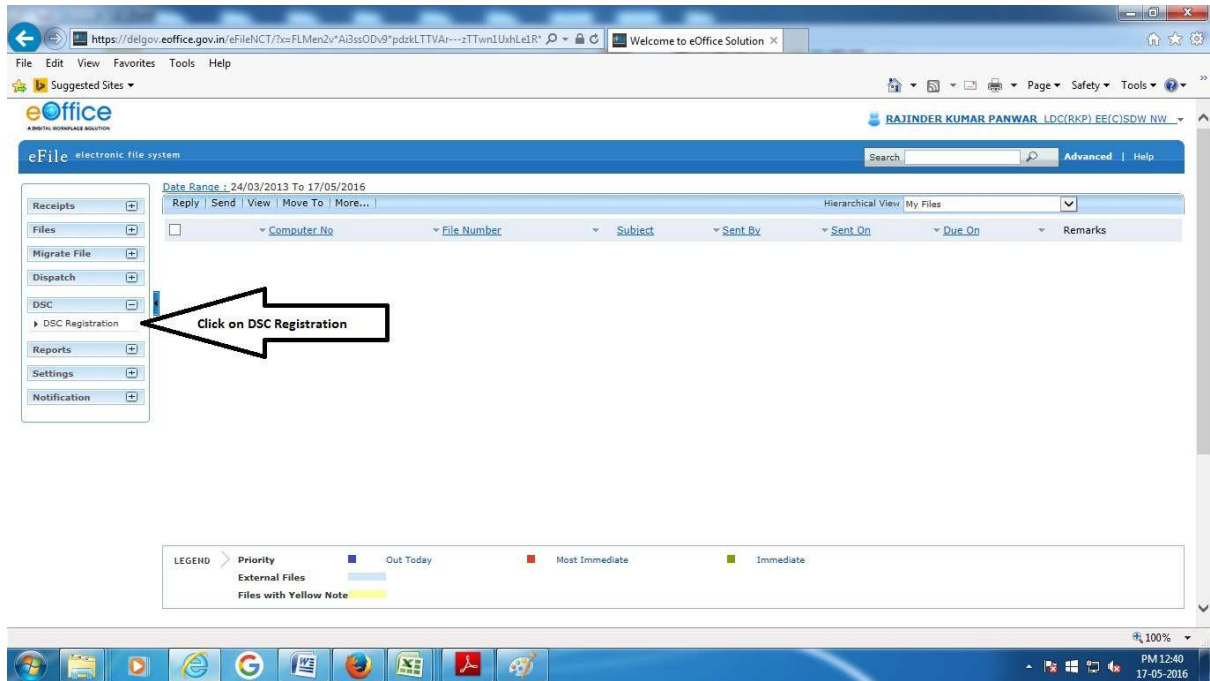 https://delgov.eoffice.gov.in/eFileNCT/?x=FLMen2v*Ai3ssODv9*pdzkLTTVAr---zTTwn1UxhLe1R* Welcome to eOffice Solution ×
File Edit View Favorites Tools Help
Suggested Sites Page Safety Tools
eOffice
A DIGITAL WORKPLACE SOLUTION
RAJINDER KUMAR PANWAR LDC(RKP) EE(C)SDW NW
eFile electronic file system Search Advanced | Help
Date Range : 24/03/2013 To 17/05/2016
Reply | Send | View | Move To | More... | Hierarchical View My Files
Computer No File Number Subject Sent By Sent On Due On Remarks
Receipts
Files
Migrate File
Dispatch
DSC
DSC Registration
Reports
Settings
Notification
Click on DSC Registration
LEGEND Priority Out Today Most Immediate Immediate
External Files
Files with Yellow Note
100%
PM 12:40
17-05-2016